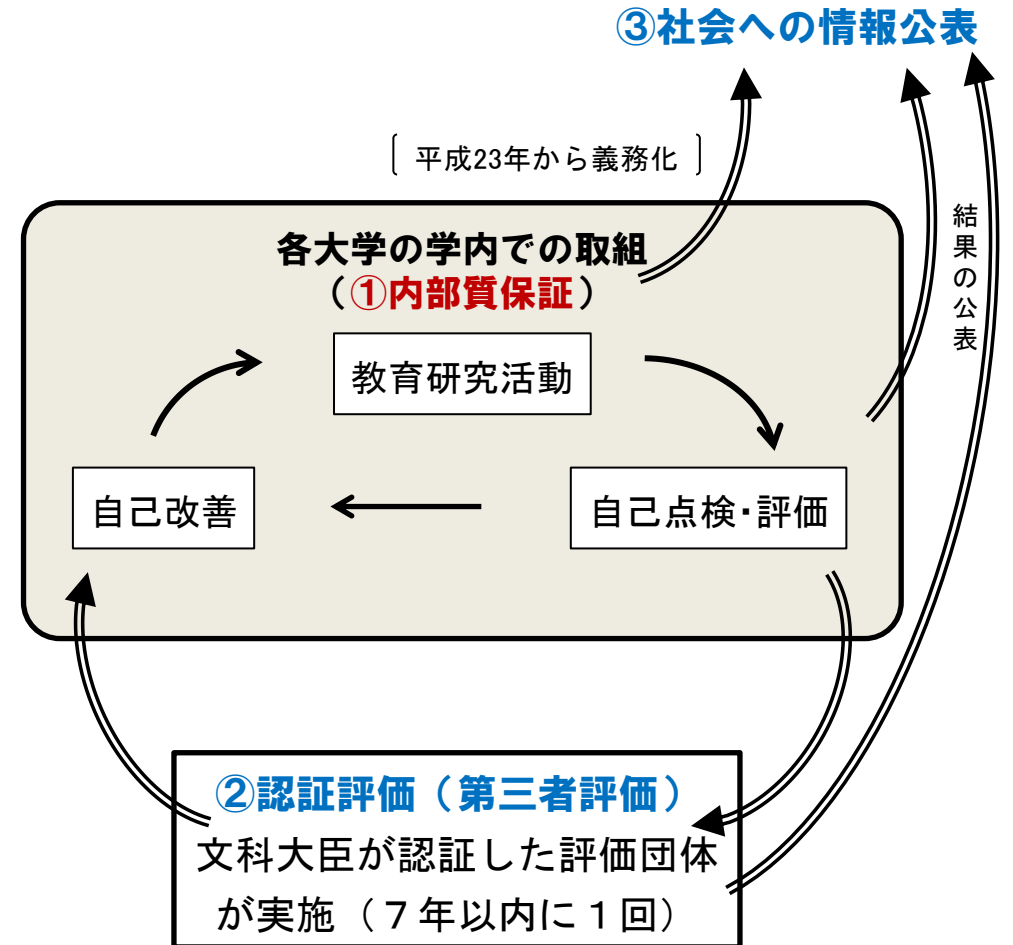 ③社会への情報公表
〔 平成23年から義務化 〕
結果の公表
各大学の学内での取組
（①内部質保証）
教育研究活動
自己改善
自己点検・評価
②認証評価（第三者評価）
文科大臣が認証した評価団体
が実施（７年以内に１回）